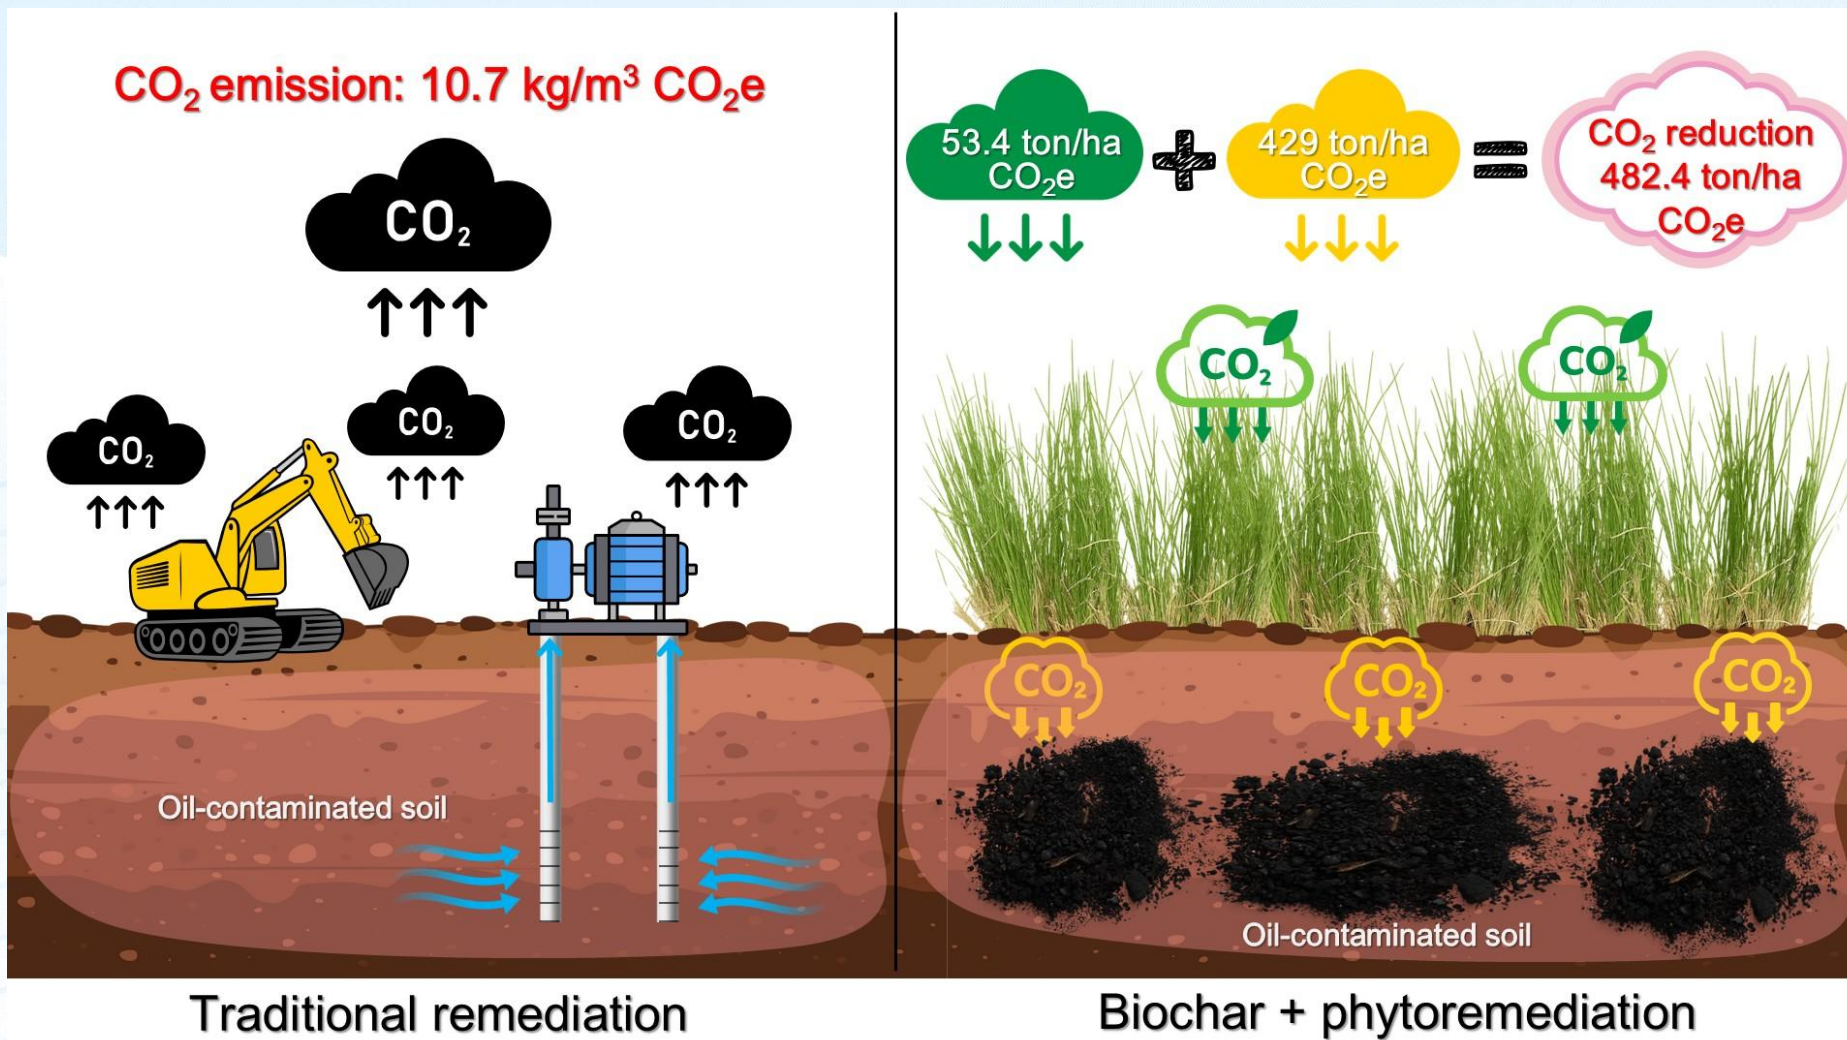 CO₂ emission: 10.7 kg/m³ CO₂e
CO₂
CO₂
CO₂
CO₂
Oil-contaminated soil
Traditional remediation
53.4 ton/ha
CO₂e
+
429 ton/ha
CO₂e
=
CO₂ reduction
482.4 ton/ha
CO₂e
CO₂
CO₂
CO₂
CO₂
CO₂
Oil-contaminated soil
Biochar + phytoremediation